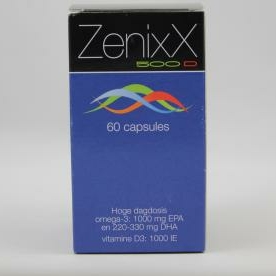 ZenixX
500 D
60 capsules
Hoge dagdosis
omega-3: 1000 mg EPA
en 220-330 mg DHA
vitamine D3: 1000 IE